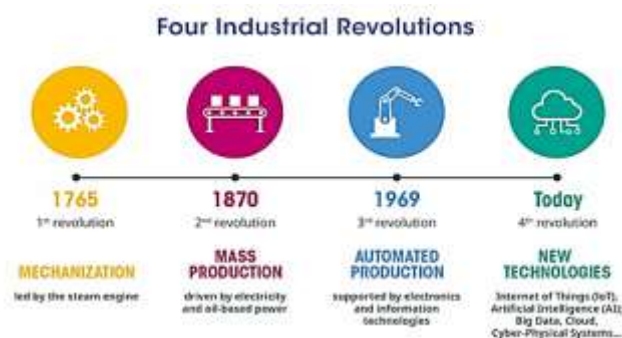 Four Industrial Revolutions
1765
1st revolution
MECHANIZATION
led by the steam engine
1870
2nd revolution
MASS
PRODUCTION
driven by electricity
and oil-based power
1969
3rd revolution
AUTOMATED
PRODUCTION
supported by electronics
and information
technologies
Today
4th revolution
NEW
TECHNOLOGIES
Internet of Things (IoT),
Artificial Intelligence (AI),
Big Data, Cloud,
Cyber-Physical Systems...